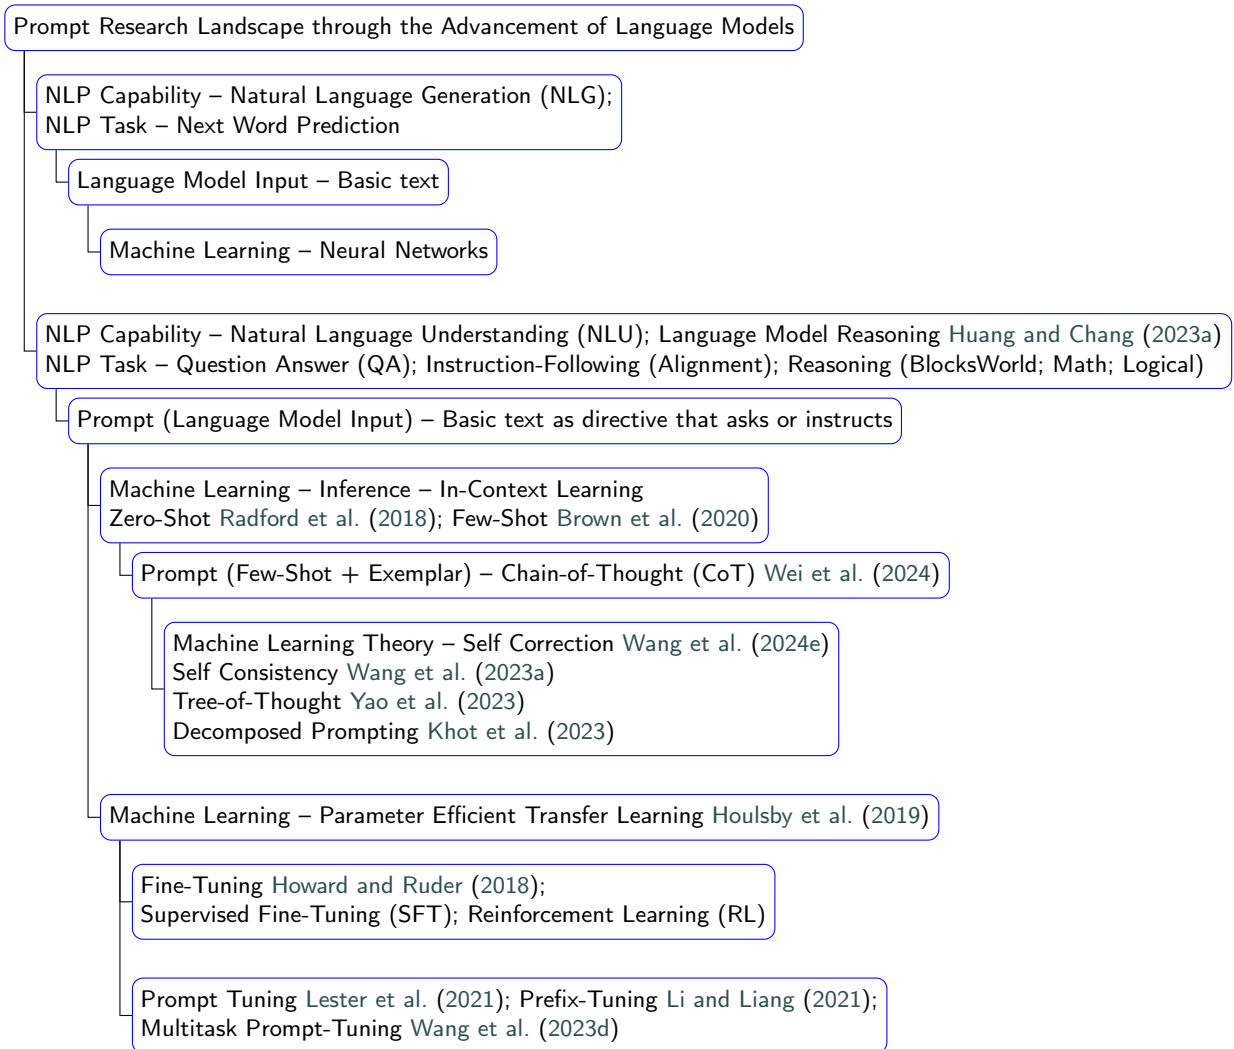 Prompt Research Landscape through the Advancement of Language Models
NLP Capability – Natural Language Generation (NLG);
NLP Task – Next Word Prediction
Language Model Input – Basic text
Machine Learning – Neural Networks
NLP Capability – Natural Language Understanding (NLU); Language Model Reasoning Huang and Chang (2023a)
NLP Task – Question Answer (QA); Instruction-Following (Alignment); Reasoning (BlocksWorld; Math; Logical)
Prompt (Language Model Input) – Basic text as directive that asks or instructs
Machine Learning – Inference – In-Context Learning
Zero-Shot Radford et al. (2018); Few-Shot Brown et al. (2020)
Prompt (Few-Shot + Exemplar) – Chain-of-Thought (CoT) Wei et al. (2024)
Machine Learning Theory – Self Correction Wang et al. (2024e)
Self Consistency Wang et al. (2023a)
Tree-of-Thought Yao et al. (2023)
Decomposed Prompting Khot et al. (2023)
Machine Learning – Parameter Efficient Transfer Learning Houlsby et al. (2019)
Fine-Tuning Howard and Ruder (2018);
Supervised Fine-Tuning (SFT); Reinforcement Learning (RL)
Prompt Tuning Lester et al. (2021); Prefix-Tuning Li and Liang (2021);
Multitask Prompt-Tuning Wang et al. (2023d)